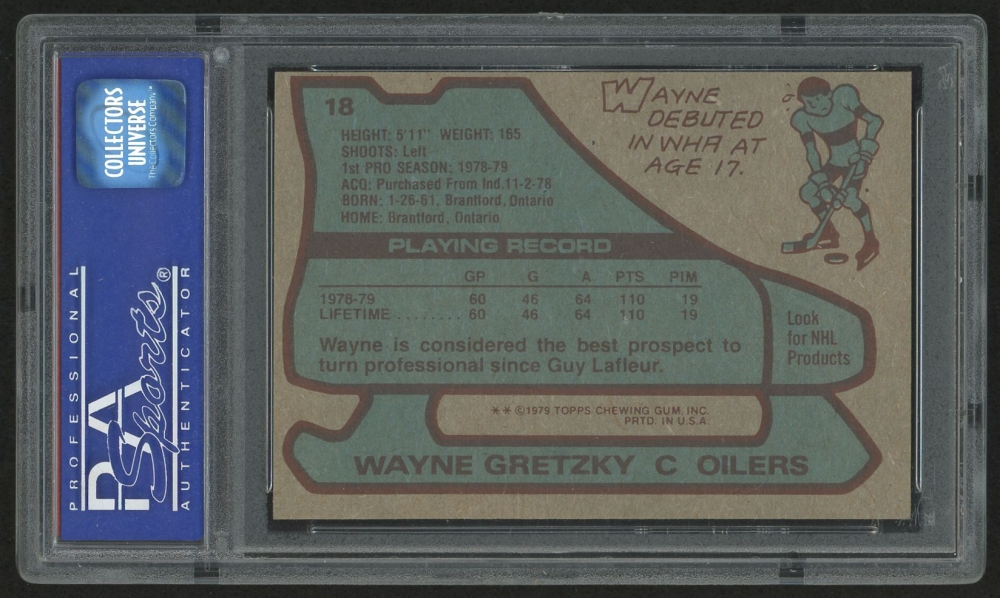 COLLECTORS
UNIVERSE
The Collectors Company™
PROFESSIONAL
PSA
Sports®
AUTHENTICATOR
18
HEIGHT: 5'11" WEIGHT: 165
SHOOTS: Left
1st PRO SEASON: 1978-79
ACQ: Purchased From Ind.11-2-78
BORN: 1-26-61, Brantford, Ontario
HOME: Brantford, Ontario
WAYNE
DEBUTED
IN WHA AT
AGE 17.
PLAYING RECORD
GP G A PTS PIM
1978-79 60 46 64 110 19
LIFETIME ........ 60 46 64 110 19
Wayne is considered the best prospect to
turn professional since Guy Lafleur.
Look
for NHL
Products
**©1979 TOPPS CHEWING GUM, INC.
PRTD. IN U.S.A.
WAYNE GRETZKY C OILERS